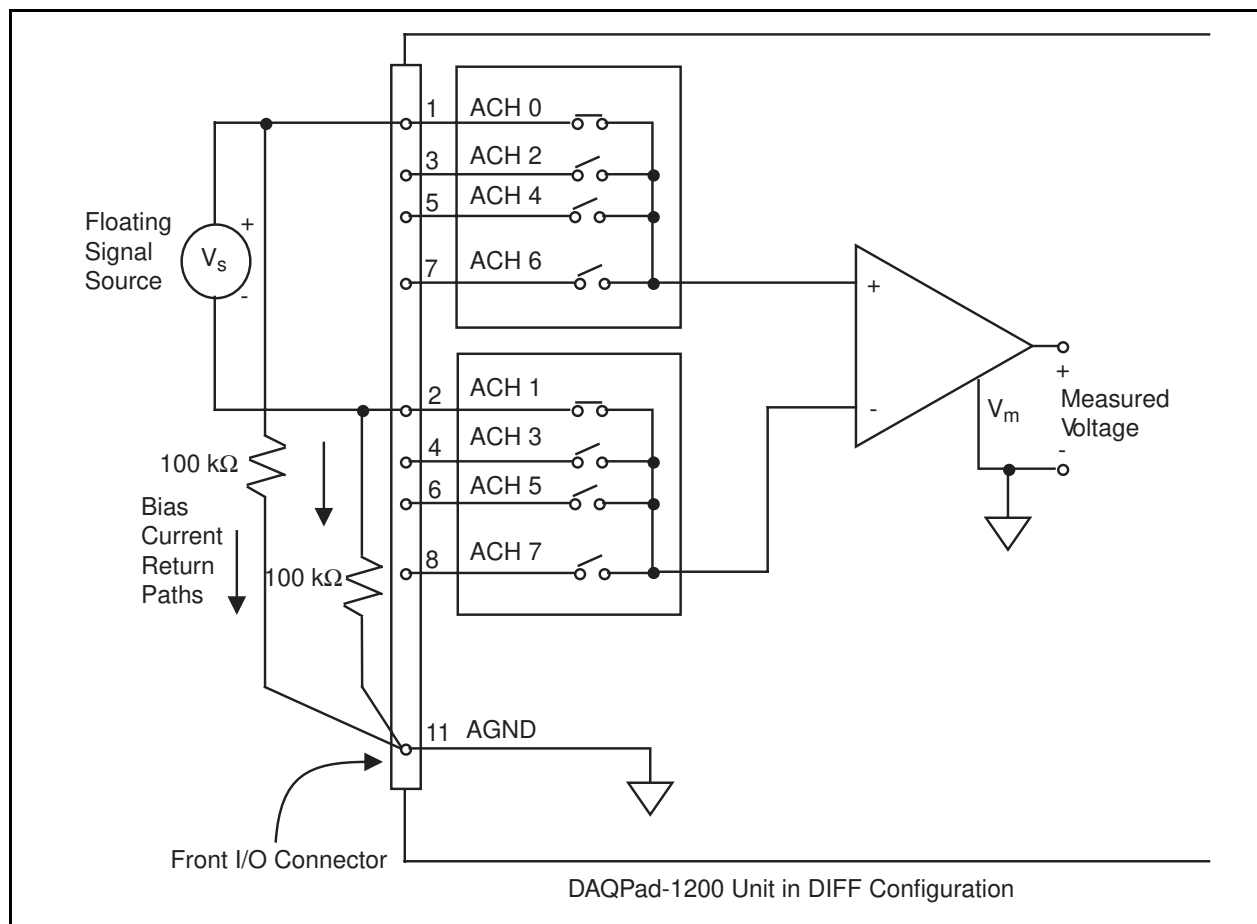 1 ACH 0
3 ACH 2
5 ACH 4
7 ACH 6
Floating
Signal
Source
+
Vs
-
+
-
2 ACH 1
4 ACH 3
6 ACH 5
8 ACH 7
+
Vm
Measured
Voltage
-
100 kΩ
Bias
Current
Return
Paths
100 kΩ
11 AGND
Front I/O Connector
DAQPad-1200 Unit in DIFF Configuration